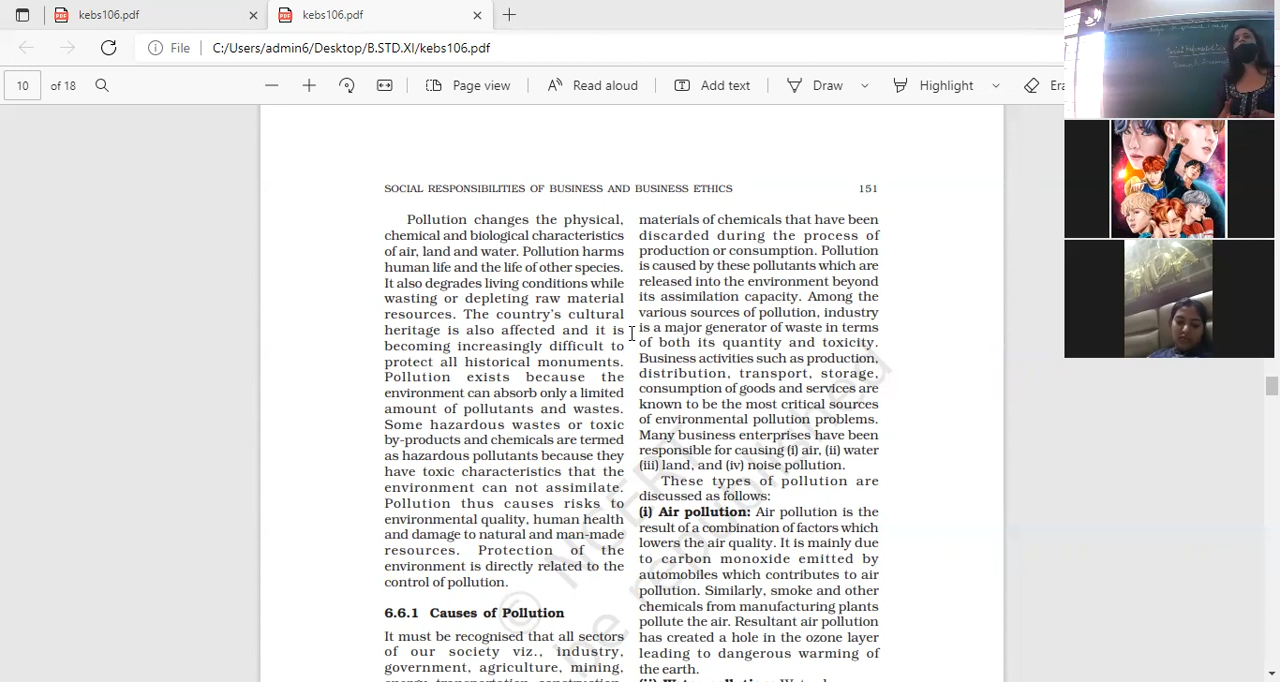 kebs106.pdf
kebs106.pdf
File
C:/Users/admin6/Desktop/B.STD.XI/kebs106.pdf
10 of 18
Page view
Read aloud
Add text
Draw
Highlight
Era
SOCIAL RESPONSIBILITIES OF BUSINESS AND BUSINESS ETHICS 151
Pollution changes the physical,
chemical and biological characteristics
of air, land and water. Pollution harms
human life and the life of other species.
It also degrades living conditions while
wasting or depleting raw material
resources. The country's cultural
heritage is also affected and it is
becoming increasingly difficult to
protect all historical monuments.
Pollution exists because the
environment can absorb only a limited
amount of pollutants and wastes.
Some hazardous wastes or toxic
by-products and chemicals are termed
as hazardous pollutants because they
have toxic characteristics that the
environment can not assimilate.
Pollution thus causes risks to
environmental quality, human health
and damage to natural and man-made
resources. Protection of the
environment is directly related to the
control of pollution.
6.6.1 Causes of Pollution
It must be recognised that all sectors
of our society viz., industry,
government, agriculture, mining,
energy, transportation, construction,
materials of chemicals that have been
discarded during the process of
production or consumption. Pollution
is caused by these pollutants which are
released into the environment beyond
its assimilation capacity. Among the
various sources of pollution, industry
is a major generator of waste in terms
of both its quantity and toxicity.
Business activities such as production,
distribution, transport, storage,
consumption of goods and services are
known to be the most critical sources
of environmental pollution problems.
Many business enterprises have been
responsible for causing (i) air, (ii) water
(iii) land, and (iv) noise pollution.
These types of pollution are
discussed as follows:
(i) Air pollution: Air pollution is the
result of a combination of factors which
lowers the air quality. It is mainly due
to carbon monoxide emitted by
automobiles which contributes to air
pollution. Similarly, smoke and other
chemicals from manufacturing plants
pollute the air. Resultant air pollution
has created a hole in the ozone layer
leading to dangerous warming of
the earth.
(ii) Water pollution: Water
© NCERT
be republished